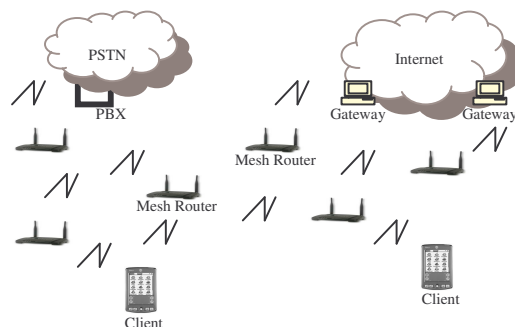 PSTN
Internet
PBX
Gateway
Gateway
Mesh Router
Mesh Router
Client
Client